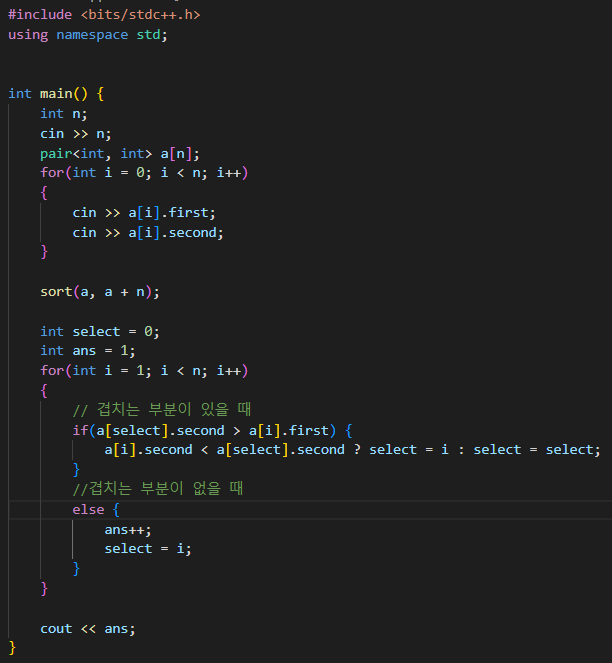 #include <bits/stdc++.h>
using namespace std;
int main() {
int n;
cin >> n;
pair<int, int> a[n];
for(int i = 0; i < n; i++)
{
cin >> a[i].first;
cin >> a[i].second;
}
sort(a, a + n);
int select = 0;
int ans = 1;
for(int i = 1; i < n; i++)
{
// 겹치는 부분이 있을 때
if(a[select].second > a[i].first) {
a[i].second < a[select].second ? select = i : select = select;
}
//겹치는 부분이 없을 때
else {
ans++;
select = i;
}
}
cout << ans;
}